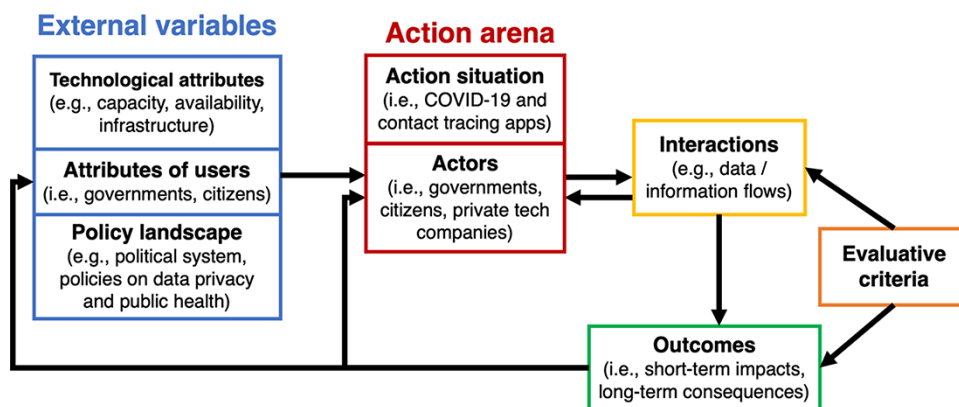 External variables
Technological attributes
(e.g., capacity, availability,
infrastructure)
Attributes of users
(i.e., governments, citizens)
Policy landscape
(e.g., political system,
policies on data privacy
and public health)
Action arena
Action situation
(i.e., COVID-19 and
contact tracing apps)
Actors
(i.e., governments,
citizens, private tech
companies)
Interactions
(e.g., data /
information flows)
Evaluative
criteria
Outcomes
(i.e., short-term impacts,
long-term consequences)